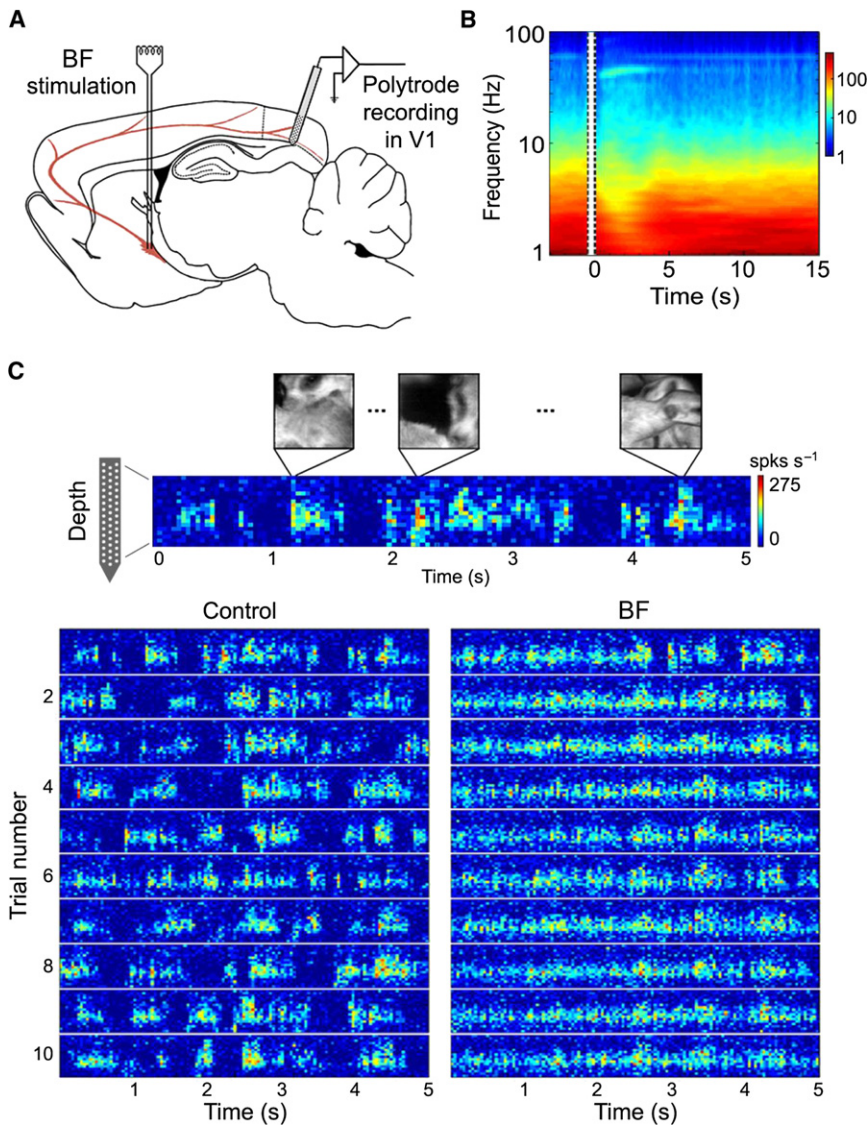 A
BF
stimulation
Polytrode
recording
in V1
B
Frequency (Hz)
100
10
1
0
5
10
15
Time (s)
100
10
1
C
...
...
spks s⁻¹
275
0
Depth
0
1
2
3
4
5
Time (s)
Control
BF
Trial number
2
4
6
8
10
1
2
3
4
5
Time (s)
1
2
3
4
5
Time (s)